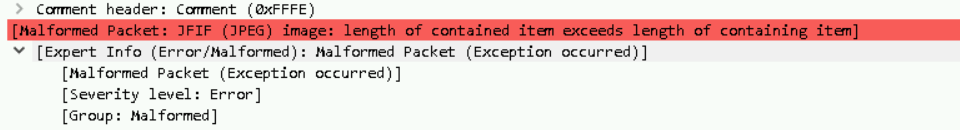 > Comment header: Comment (0xFFFE)
[Malformed Packet: JFIF (JPEG) image: length of contained item exceeds length of containing item]
[Expert Info (Error/Malformed): Malformed Packet (Exception occurred)]
[Malformed Packet (Exception occurred)]
[Severity level: Error]
[Group: Malformed]